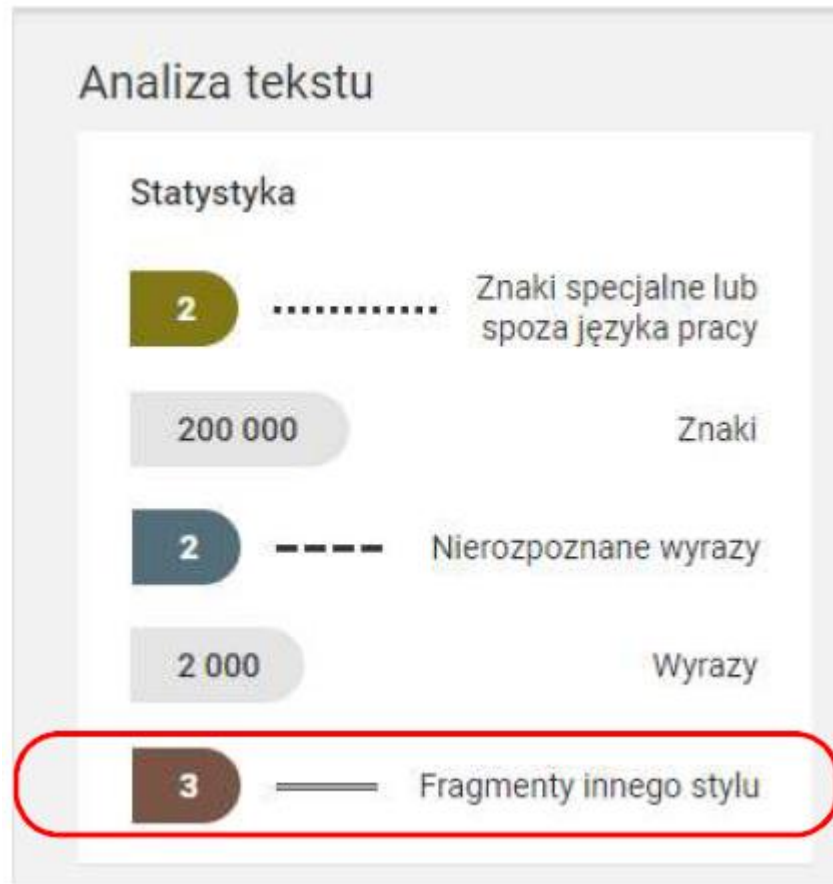 Analiza tekstu
Statystyka
2 Znaki specjalne lub
spoza języka pracy
200 000 Znaki
2 Nierozpoznane wyrazy
2 000 Wyrazy
3 Fragmenty innego stylu